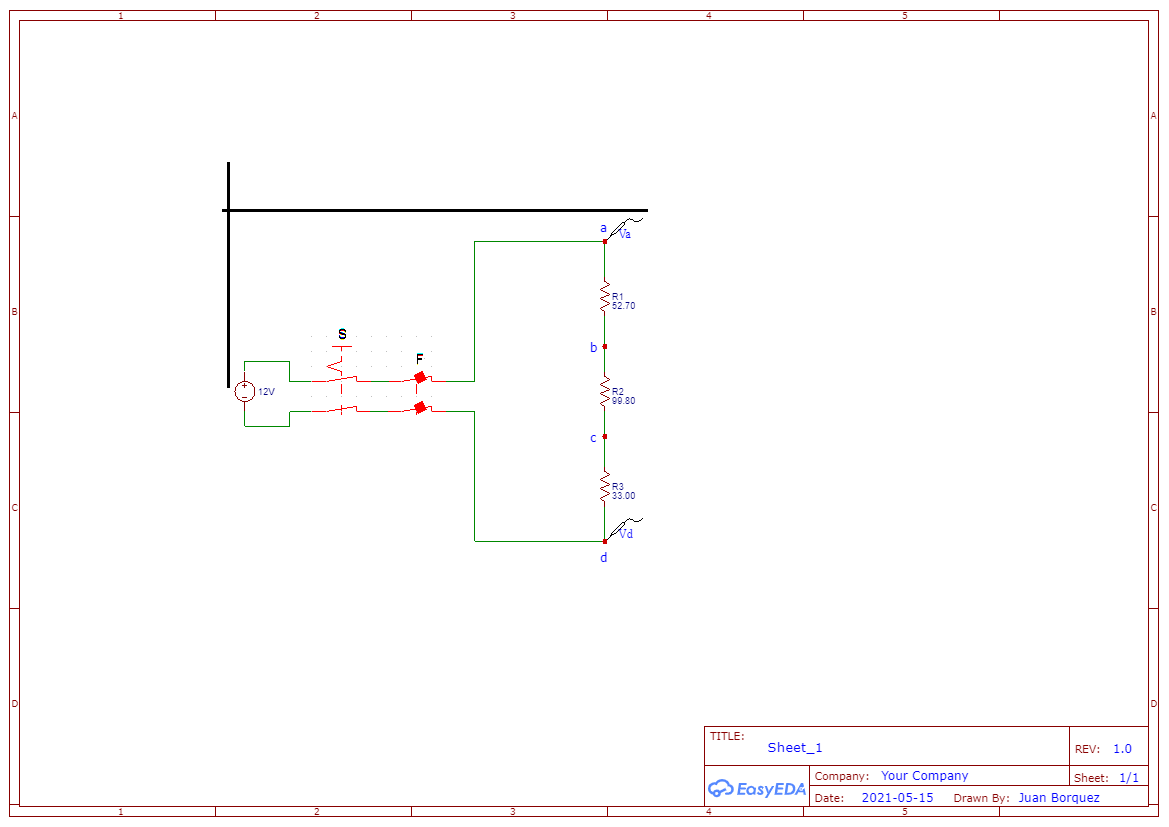 1 2 3 4 5
A A
a
Va
R1
52.70
B B
S
b
F
12V
R2
99.80
c
R3
33.00
C C
Vd
d
D D
TITLE:
Sheet_1
REV: 1.0
Company: Your Company
Sheet: 1/1
EasyEDA
Date: 2021-05-15 Drawn By: Juan Borquez
1 2 3 4 5